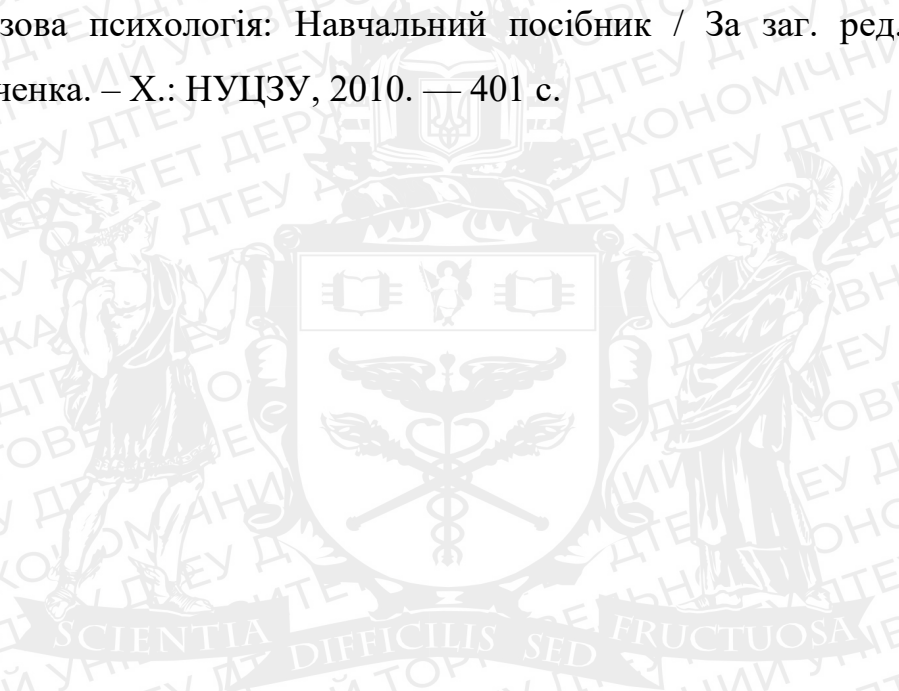 зова психологія: Навчальний посібник / За заг. ред.
ченка. – Х.: НУЦЗУ, 2010. — 401 с.
SCIENTIA DIFFICILIS SED FRUCTUOSA